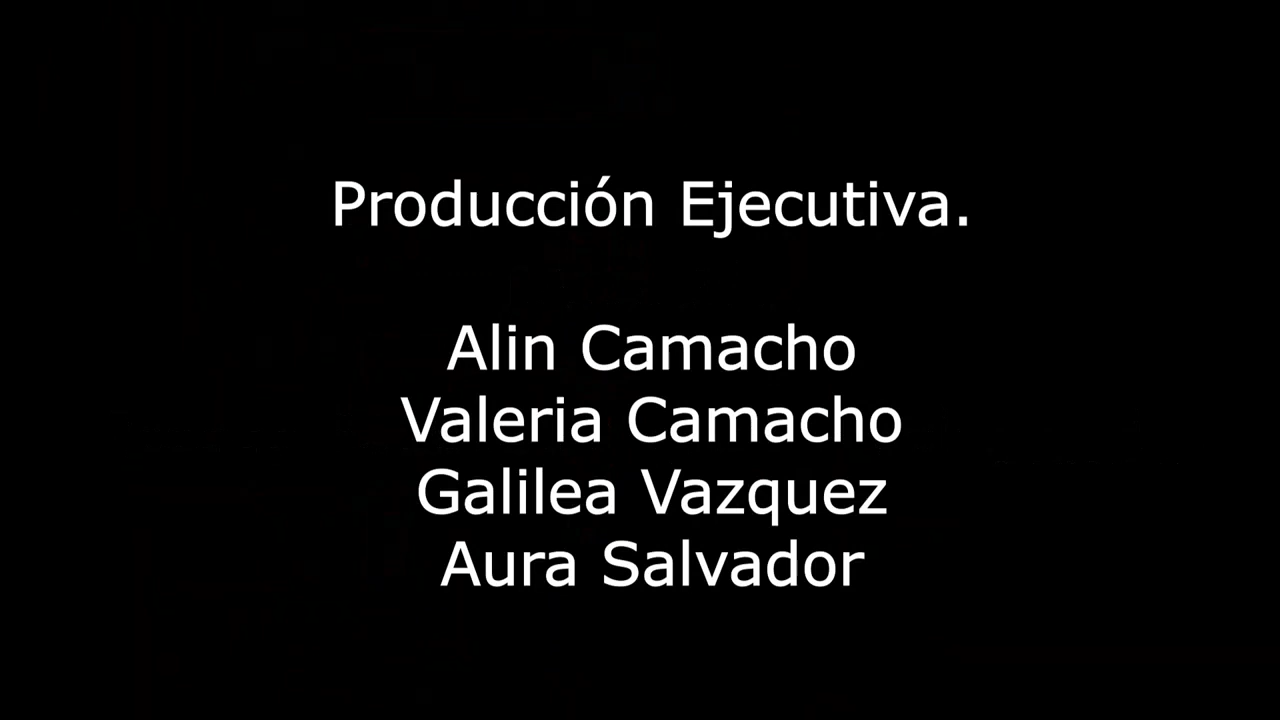 Producción Ejecutiva.
Alin Camacho
Valeria Camacho
Galilea Vazquez
Aura Salvador